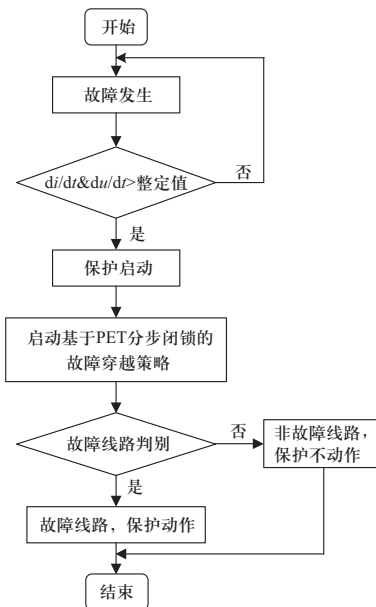 开始
故障发生
di/dt&du/dt>整定值
否
是
保护启动
启动基于PET分步闭锁的
故障穿越策略
故障线路判别
否
非故障线路，
保护不动作
是
故障线路，保护动作
结束